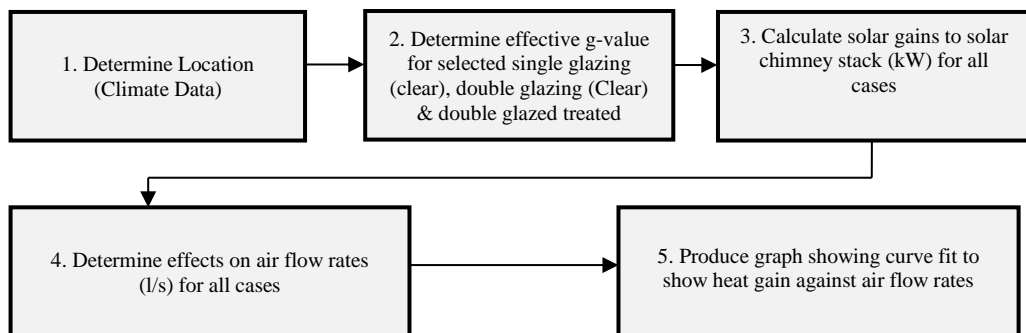 1. Determine Location
(Climate Data)
2. Determine effective g-value
for selected single glazing
(clear), double glazing (Clear)
& double glazed treated
3. Calculate solar gains to solar
chimney stack (kW) for all
cases
4. Determine effects on air flow rates
(l/s) for all cases
5. Produce graph showing curve fit to
show heat gain against air flow rates